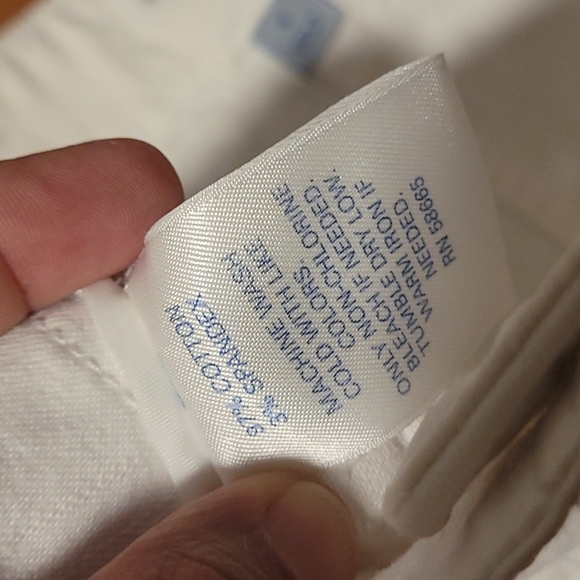 97% COTTON
3% SPANDEX
MACHINE WASH
COLD WITH LIKE
COLORS.
ONLY NON-CHLORINE
BLEACH IF NEEDED.
TUMBLE DRY LOW.
WARM IRON IF
NEEDED.
RN 58665